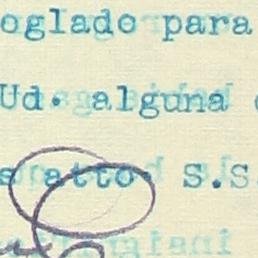 oglado para
Ud. alguna
atto. S.S.